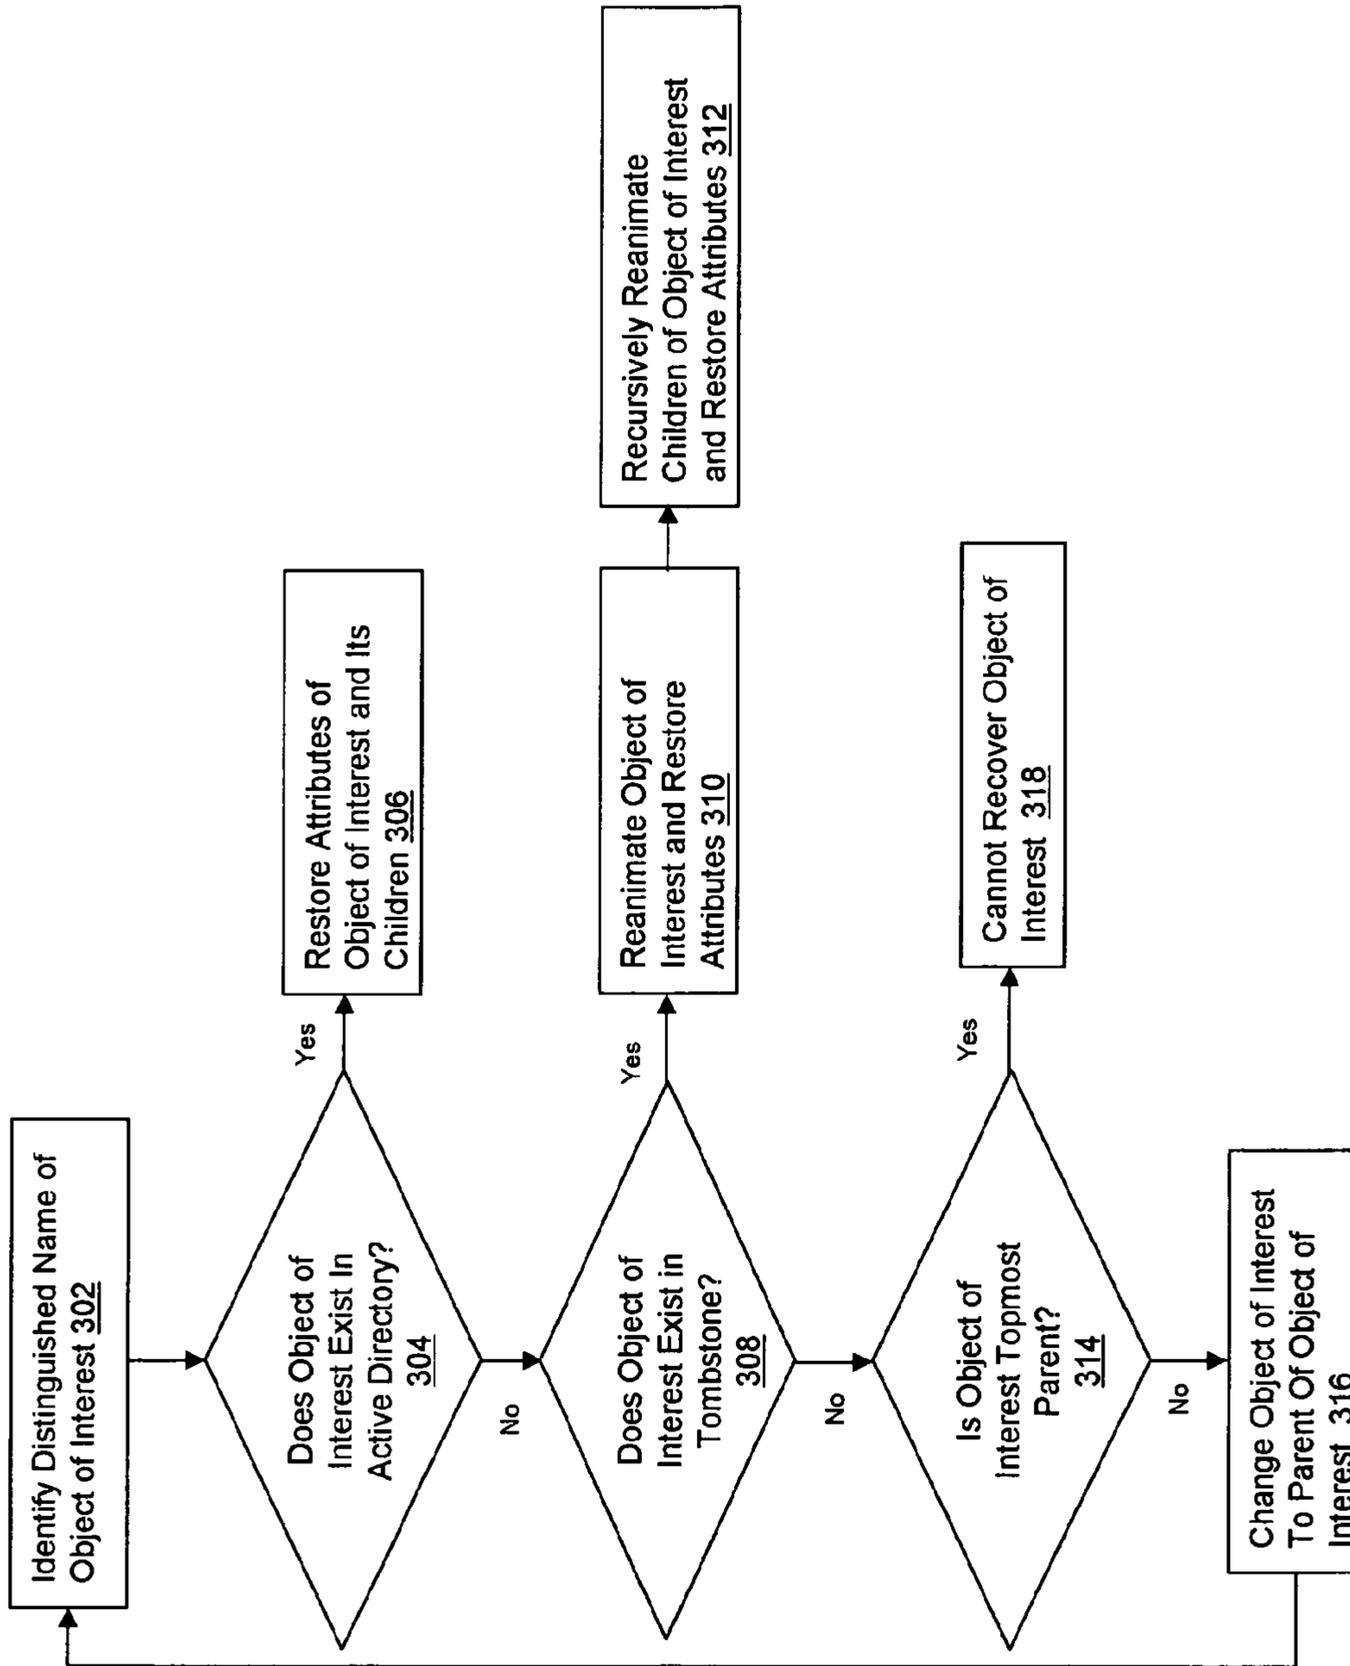 Identify Distinguished Name of
Object of Interest 302
Does Object of
Interest Exist In
Active Directory?
304
Yes
Restore Attributes of
Object of Interest and Its
Children 306
No
Does Object of
Interest Exist in
Tombstone?
308
Yes
Reanimate Object of
Interest and Restore
Attributes 310
Recursively Reanimate
Children of Object of Interest
and Restore Attributes 312
No
Is Object of
Interest Topmost
Parent?
314
Yes
Cannot Recover Object of
Interest 318
No
Change Object of Interest
To Parent Of Object of
Interest 316